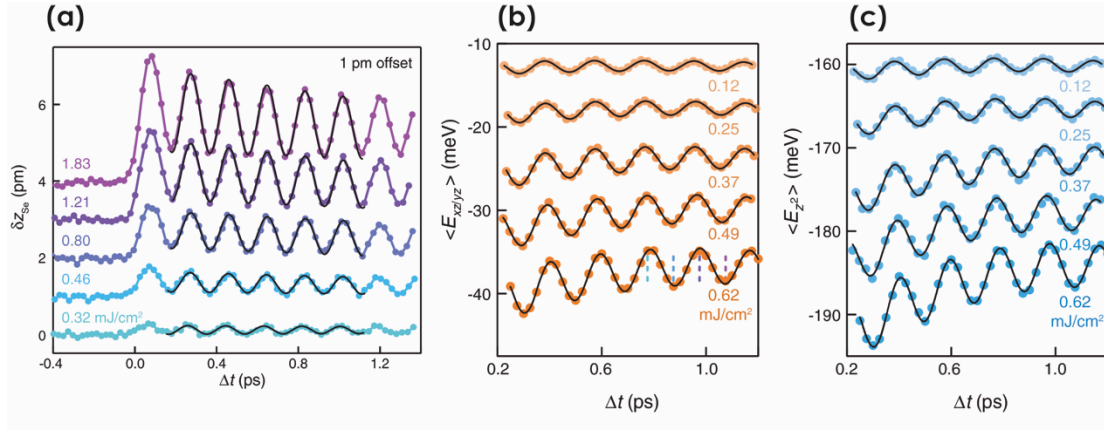 (a)
1 pm offset
δz_Se (pm)
6
4
2
0
1.83
1.21
0.80
0.46
0.32 mJ/cm²
-0.4
0.0
0.4
0.8
1.2
Δt (ps)
(b)
<E_xz/yz> (meV)
-10
-20
-30
-40
0.12
0.25
0.37
0.49
0.62
mJ/cm²
0.2
0.6
1.0
Δt (ps)
(c)
<E_z²> (meV)
-160
-170
-180
-190
0.12
0.25
0.37
0.49
0.62
mJ/cm²
0.2
0.6
1.0
Δt (ps)